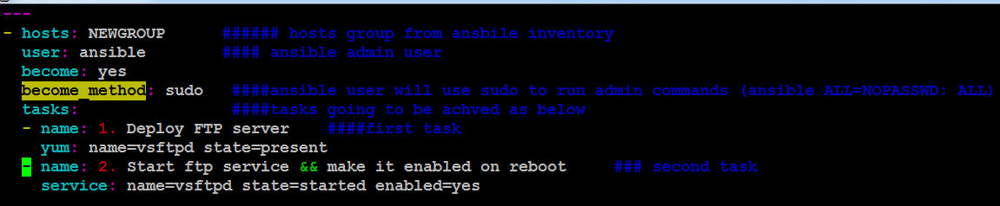 ---
- hosts: NEWGROUP ###### hosts group from ansbile inventory
user: ansible #### ansible admin user
become: yes
become_method: sudo ####ansible user will use sudo to run admin commands (ansible ALL=NOPASSWD: ALL)
tasks: ####tasks going to be achved as below
- name: 1. Deploy FTP server ####first task
yum: name=vsftpd state=present
- name: 2. Start ftp service && make it enabled on reboot ### second task
service: name=vsftpd state=started enabled=yes